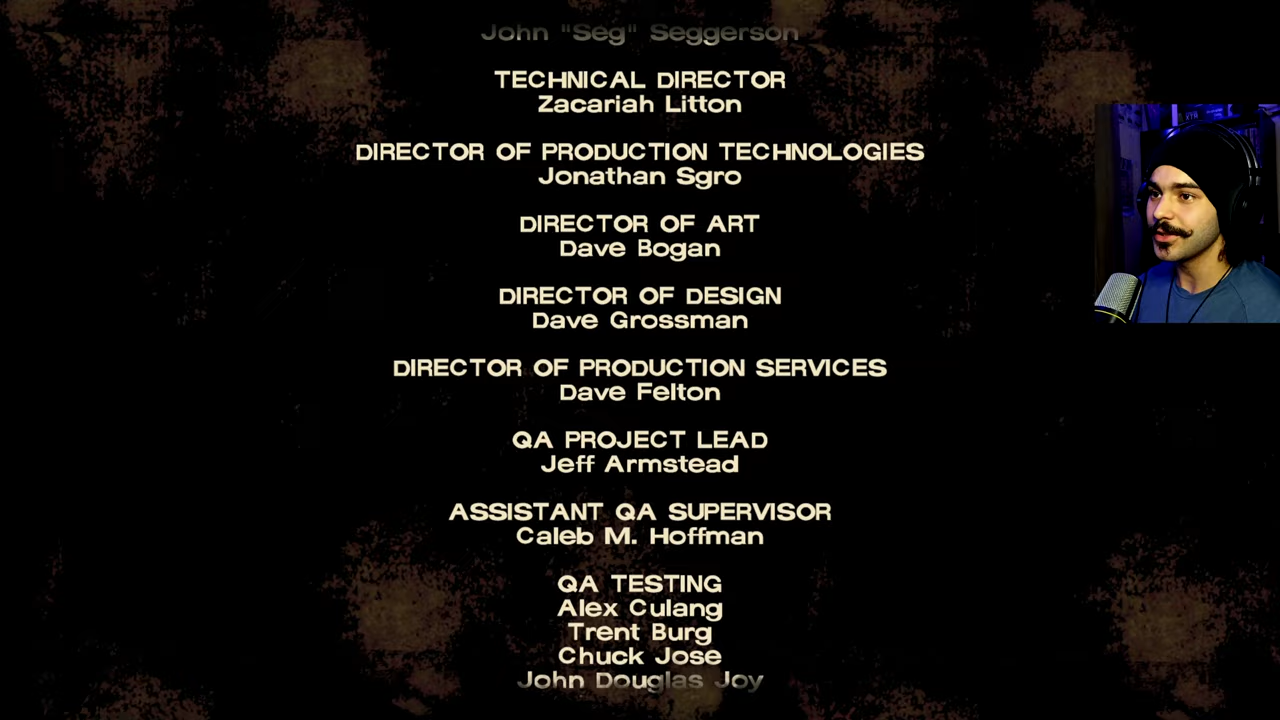 John "Seg" Seggerson
TECHNICAL DIRECTOR
Zacariah Litton
DIRECTOR OF PRODUCTION TECHNOLOGIES
Jonathan Sgro
DIRECTOR OF ART
Dave Bogan
DIRECTOR OF DESIGN
Dave Grossman
DIRECTOR OF PRODUCTION SERVICES
Dave Felton
QA PROJECT LEAD
Jeff Armstead
ASSISTANT QA SUPERVISOR
Caleb M. Hoffman
QA TESTING
Alex Culang
Trent Burg
Chuck Jose
John Douglas Joy